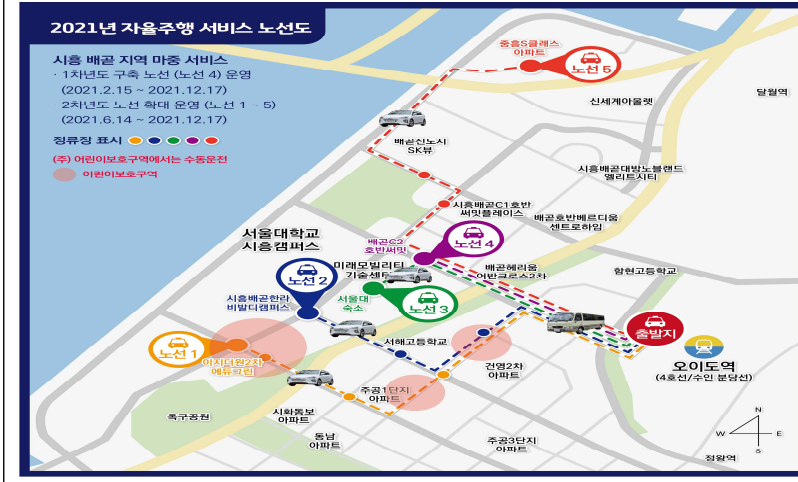 2021년 자율주행 서비스 노선도
시흥 배곧 지역 마중 서비스
· 1차년도 구축 노선 (노선 4) 운영
(2021.2.15 ~ 2021.12.17)
2차년도 노선 확대 운영 (노선 1 - 5)
(2021.6.14 ~ 2021.12.17)
정류장 표시
(주) 어린이보호구역에서는 수동운전
어린이보호구역
중흥S클래스
아파트
노선 5
신세계아울렛
달월역
배곧신도시
SK뷰
시흥배곧대방노블랜드
엘리트시티
시흥배곧C1호반
써밋플레이스
배곧호반베르디움
센트로하임
서울대학교
시흥캠퍼스
배곧C2
호반써밋
노선 4
미래모빌리티
기술센터
배곧헤리움
어반크로스2차
함현고등학교
노선 2
시흥배곧한라
비발디캠퍼스
서울대
숙소
노선 3
출발지
오이도역
(4호선/수인 분당선)
노선 1
이지더원2차
에듀그린
서해고등학교
건영2차
아파트
주공1단지
아파트
옥구공원
시화동보
아파트
동남
아파트
주공3단지
아파트
정왕역
N
W
E
S